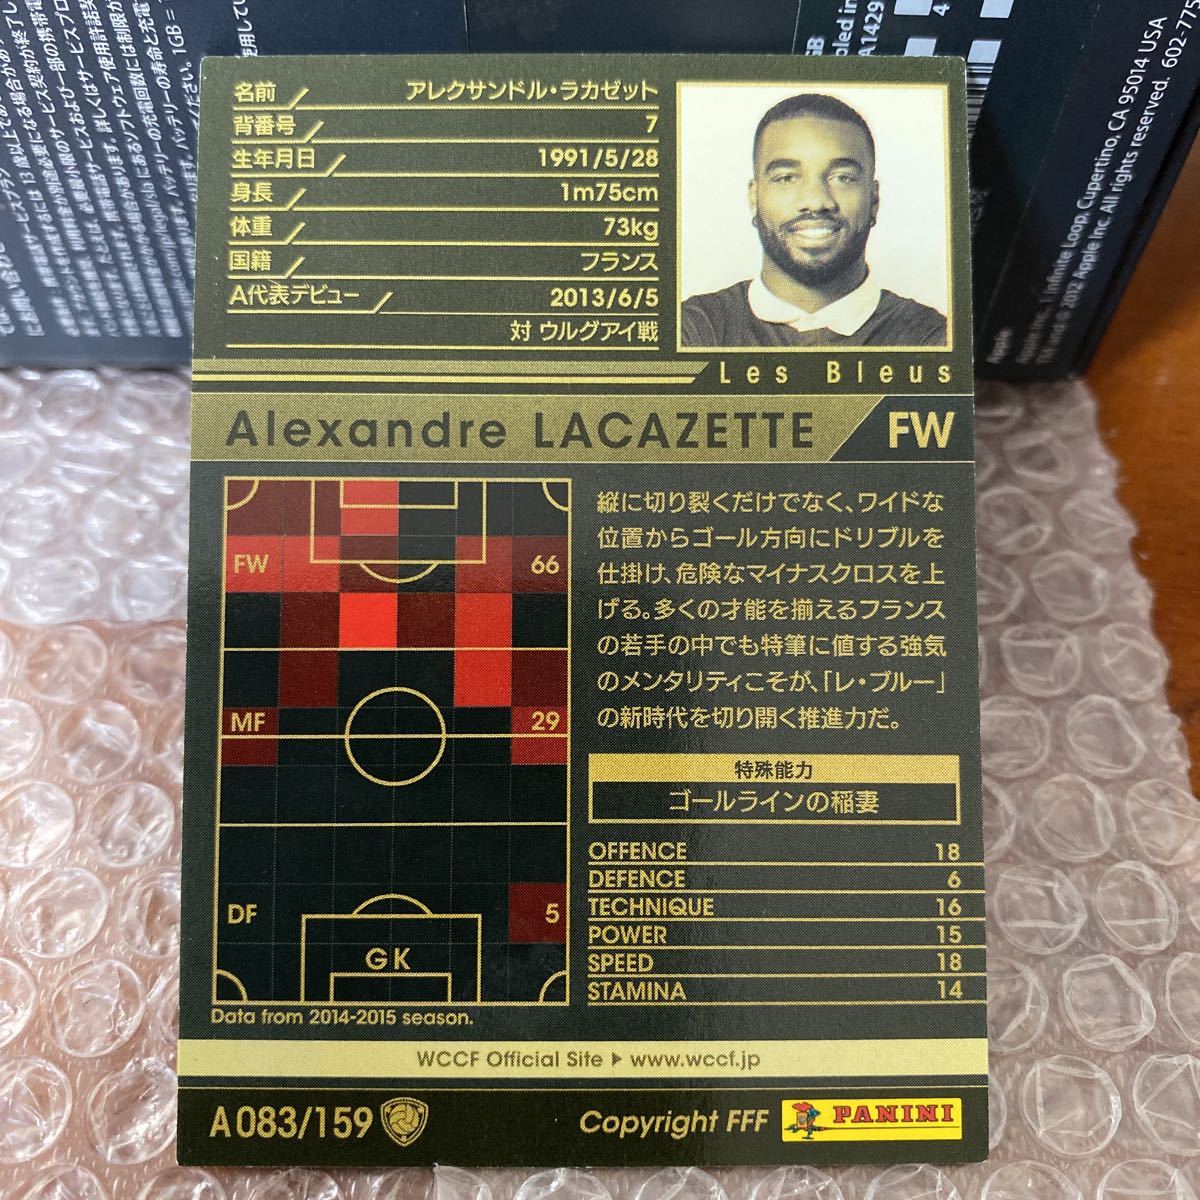 名前 アレクサンドル・ラカゼット
背番号 7
生年月日 1991/5/28
身長 1m75cm
体重 73kg
国籍 フランス
A代表デビュー 2013/6/5
対 ウルグアイ戦
Les Bleus
Alexandre LACAZETTE FW
FW 66
MF 29
DF 5
GK
Data from 2014-2015 season.
縦に切り裂くだけでなく、ワイドな
位置からゴール方向にドリブルを
仕掛け、危険なマイナスクロスを上
げる。多くの才能を揃えるフランス
の若手の中でも特筆に値する強気
のメンタリティこそが、「レ・ブルー」
の新時代を切り開く推進力だ。
特殊能力
ゴールラインの稲妻
OFFENCE 18
DEFENCE 6
TECHNIQUE 16
POWER 15
SPEED 18
STAMINA 14
WCCF Official Site ▶ www.wccf.jp
A083/159
Copyright FFF
PANINI
1 Infinite Loop, Cupertino, CA 95014 USA
TM and © 2012 Apple Inc. All rights reserved. 602-775
Apple